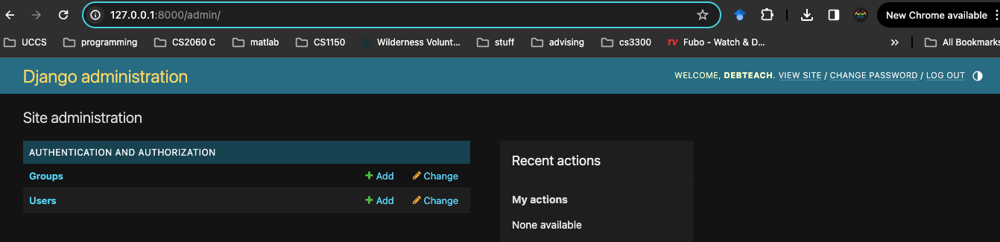 127.0.0.1:8000/admin/
New Chrome available
UCCS programming CS2060 C matlab CS1150 Wilderness Volunt... stuff advising cs3300 TV Fubo - Watch & D... » All Bookmarks
Django administration
WELCOME, DEBTEACH. VIEW SITE / CHANGE PASSWORD / LOG OUT
Site administration
AUTHENTICATION AND AUTHORIZATION
Groups + Add Change
Users + Add Change
Recent actions
My actions
None available